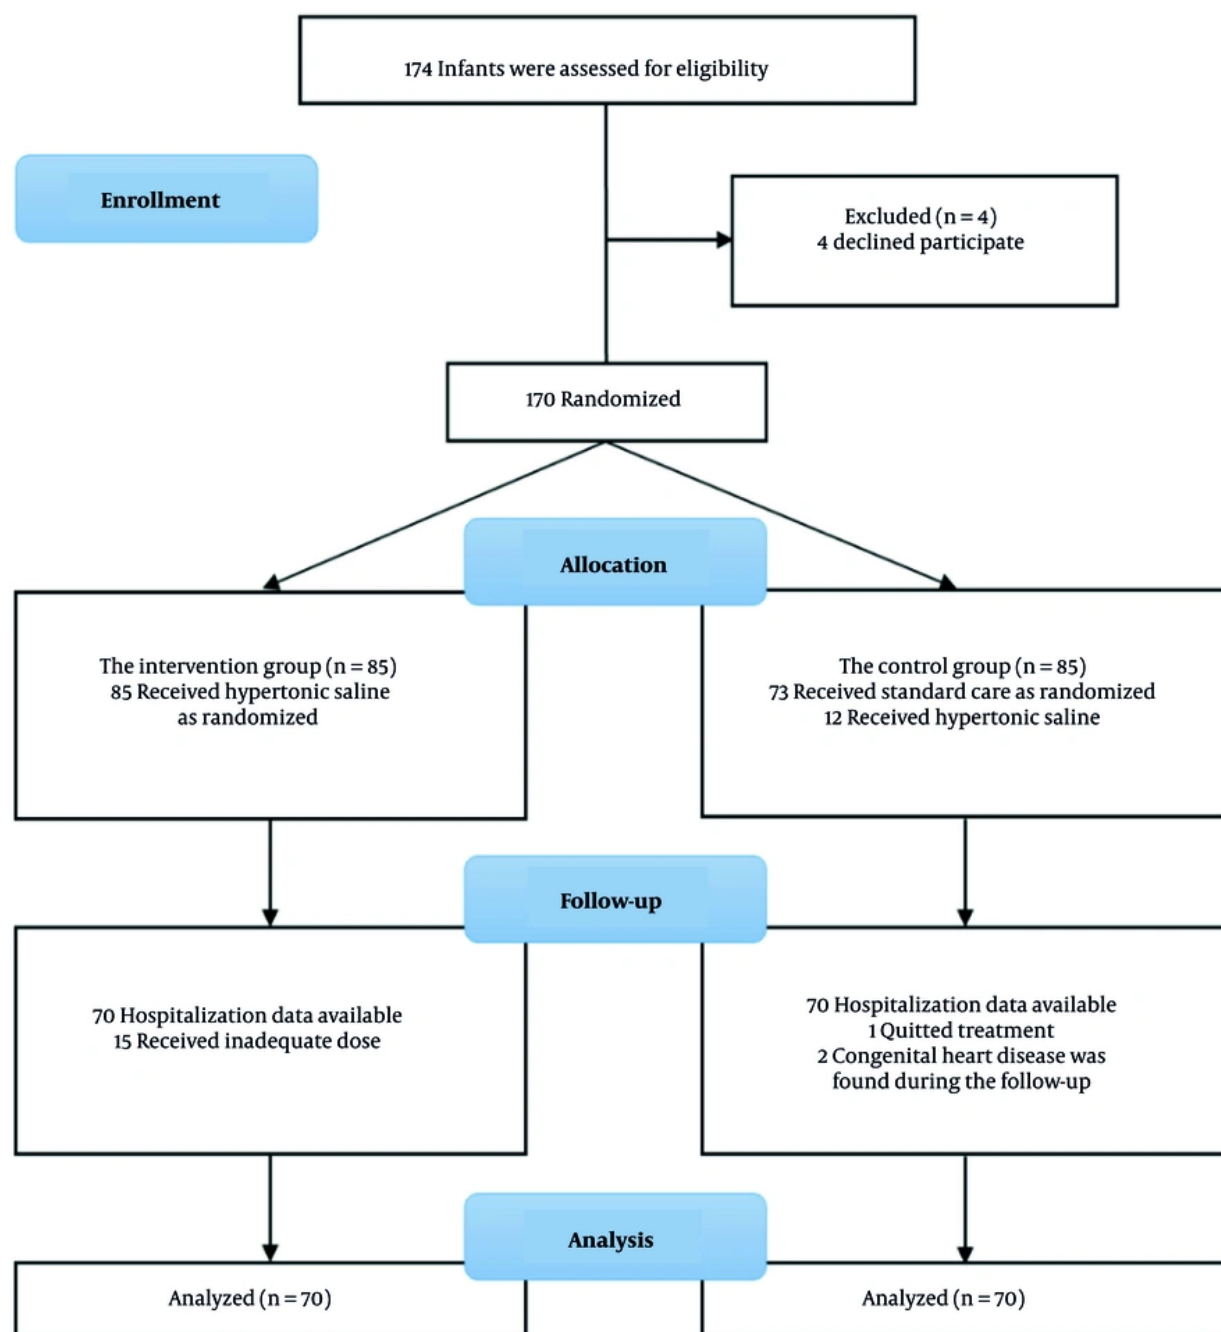 174 Infants were assessed for eligibility
Enrollment
Excluded (n = 4)
4 declined participate
170 Randomized
Allocation
The intervention group (n = 85)
85 Received hypertonic saline
as randomized
The control group (n = 85)
73 Received standard care as randomized
12 Received hypertonic saline
Follow-up
70 Hospitalization data available
15 Received inadequate dose
70 Hospitalization data available
1 Quitted treatment
2 Congenital heart disease was
found during the follow-up
Analysis
Analyzed (n = 70)
Analyzed (n = 70)